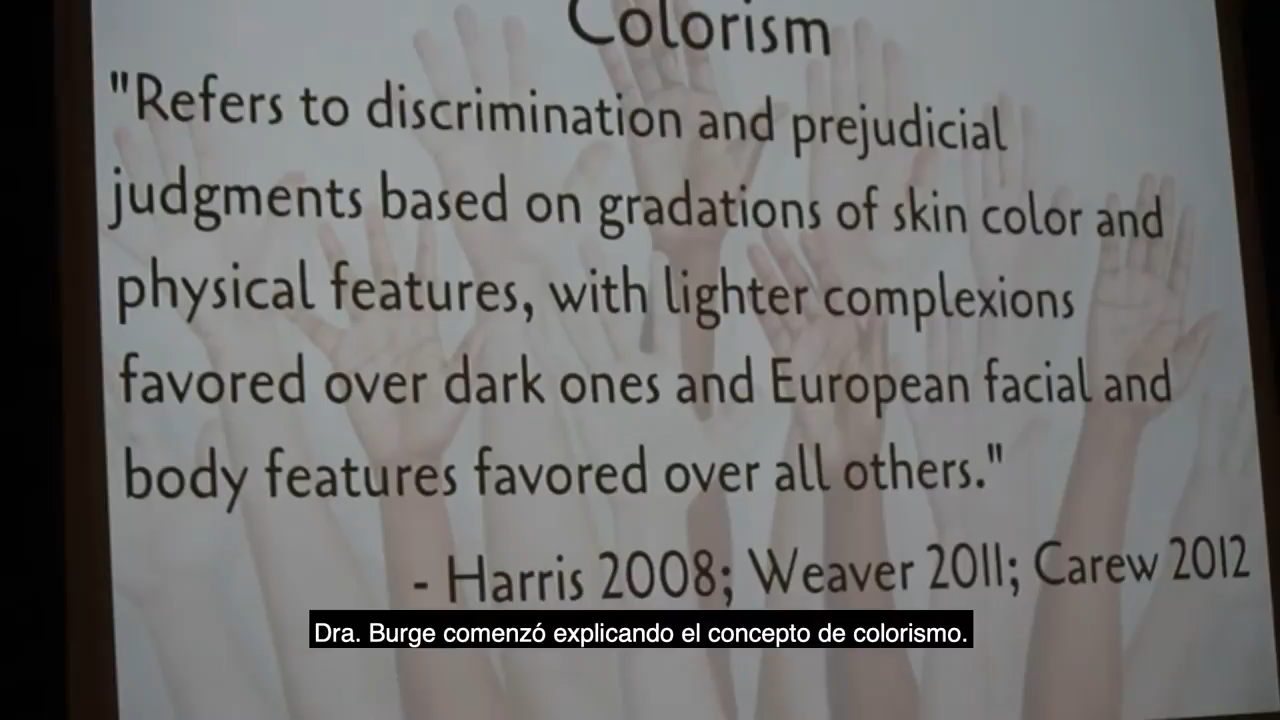 Colorism
"Refers to discrimination and prejudicial
judgments based on gradations of skin color and
physical features, with lighter complexions
favored over dark ones and European facial and
body features favored over all others."
- Harris 2008; Weaver 2011; Carew 2012
Dra. Burge comenzó explicando el concepto de colorismo.